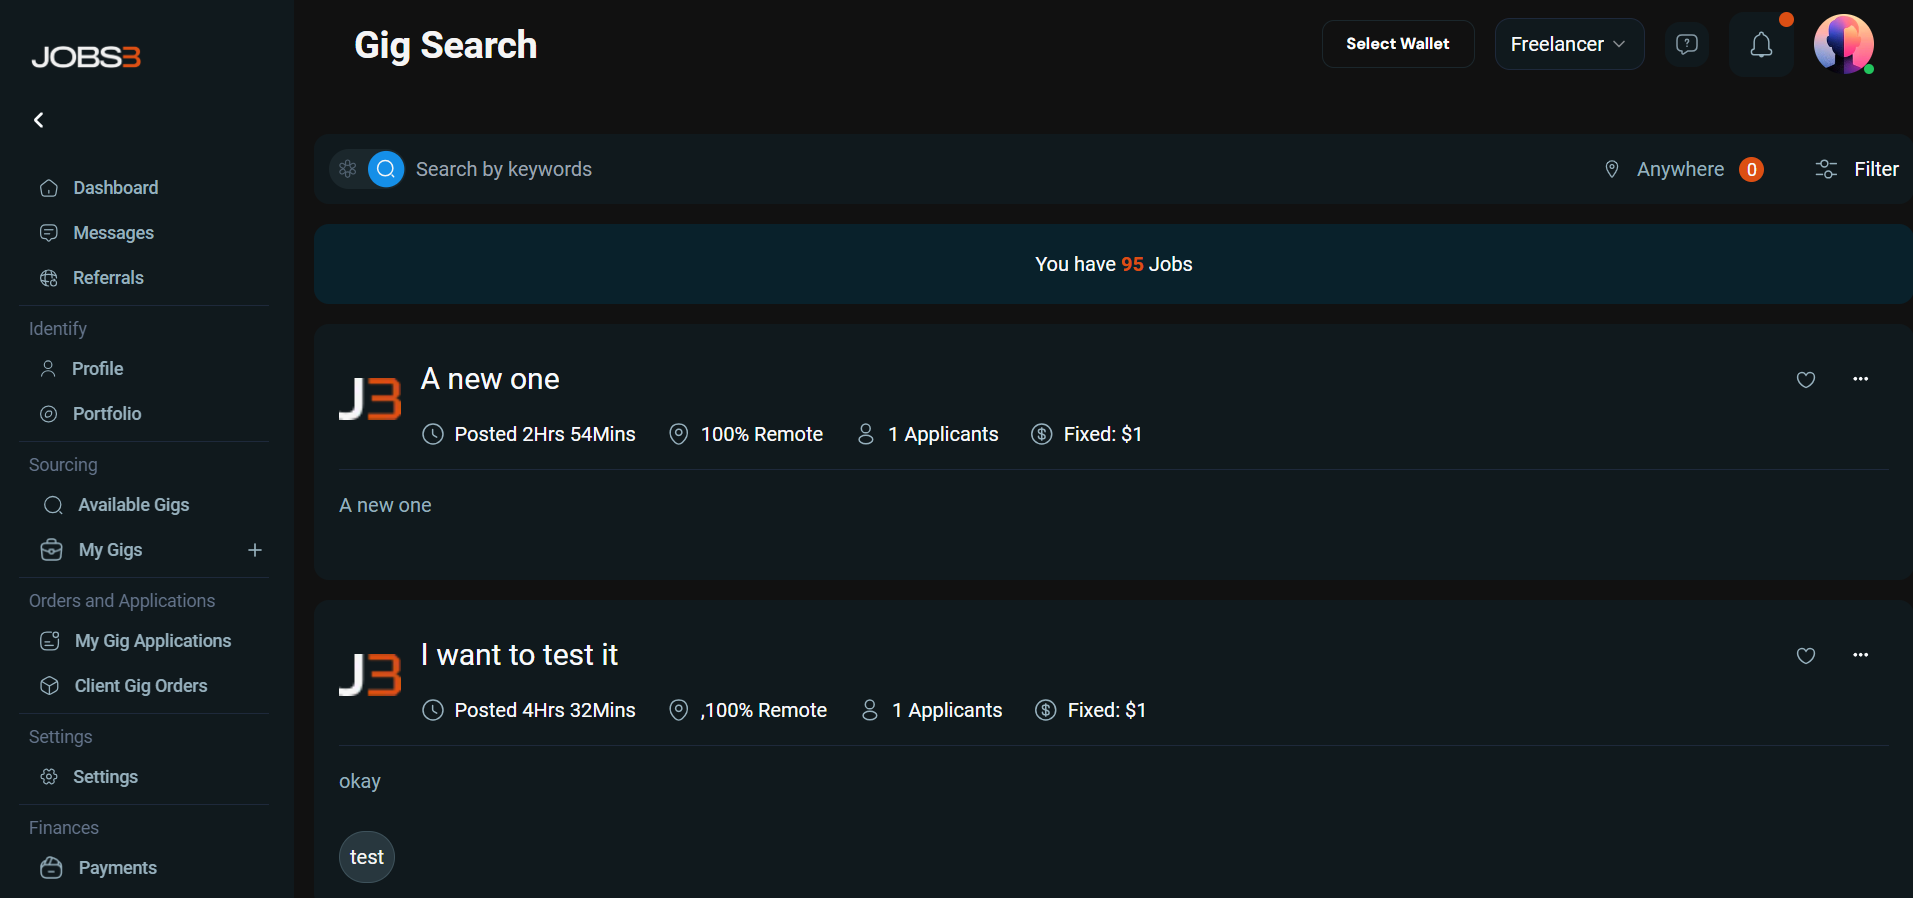 JOBS3
Gig Search
Select Wallet
Freelancer
Dashboard
Messages
Referrals
Identify
Profile
Portfolio
Sourcing
Available Gigs
My Gigs +
Orders and Applications
My Gig Applications
Client Gig Orders
Settings
Settings
Finances
Payments
Search by keywords
Anywhere 0
Filter
You have 95 Jobs
J3
A new one
Posted 2Hrs 54Mins 100% Remote 1 Applicants Fixed: $1
A new one
J3
I want to test it
Posted 4Hrs 32Mins ,100% Remote 1 Applicants Fixed: $1
okay
test